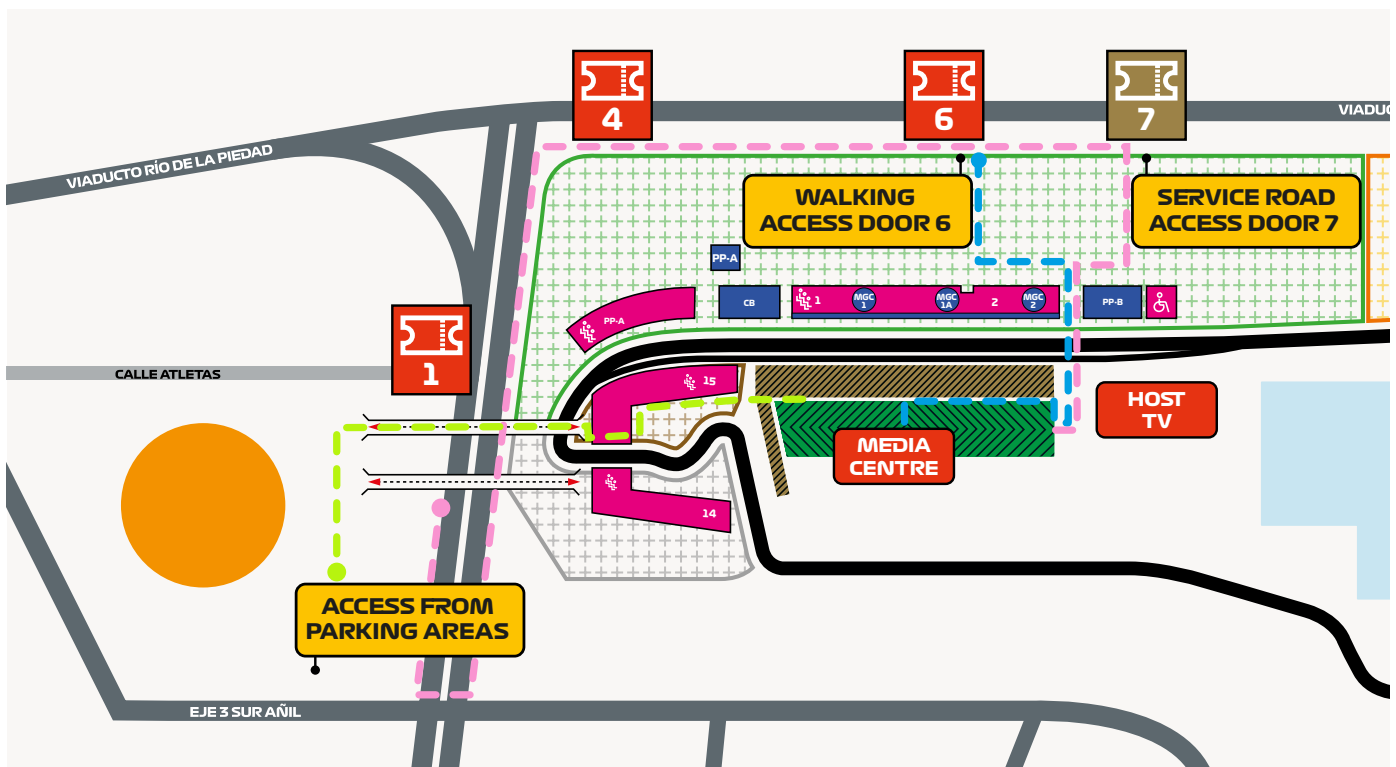 4
6
7
VIADUC
VIADUCTO RÍO DE LA PIEDAD
WALKING
ACCESS DOOR 6
SERVICE ROAD
ACCESS DOOR 7
PP-A
CB
1
MGC
1
MGC
1A
2
MGC
2
PP-B
PP-A
1
CALLE ATLETAS
15
HOST
TV
MEDIA
CENTRE
14
ACCESS FROM
PARKING AREAS
EJE 3 SUR AÑIL